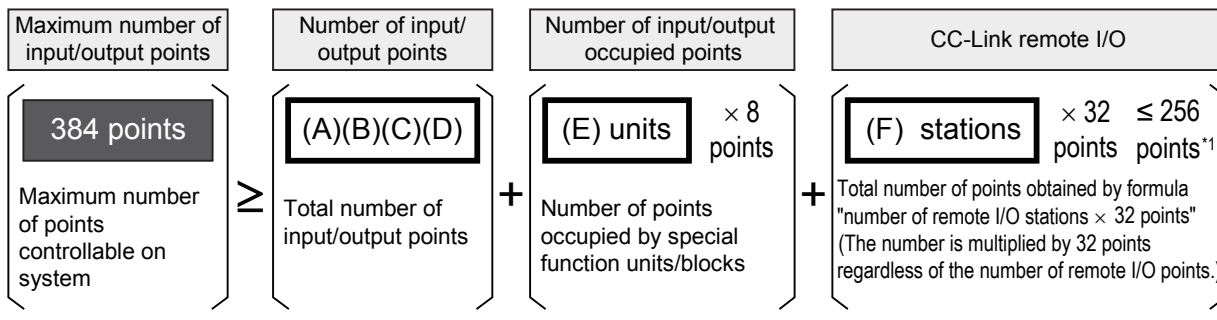 Maximum number of
input/output points
384 points
Maximum number
of points
controllable on
system
≥
Number of input/
output points
(A)(B)(C)(D)
Total number of
input/output points
+
Number of input/output
occupied points
(E) units
× 8
points
Number of points
occupied by special
function units/blocks
+
CC-Link remote I/O
(F) stations
× 32
points
≤ 256
points*1
Total number of points obtained by formula
"number of remote I/O stations × 32 points"
(The number is multiplied by 32 points
regardless of the number of remote I/O points.)